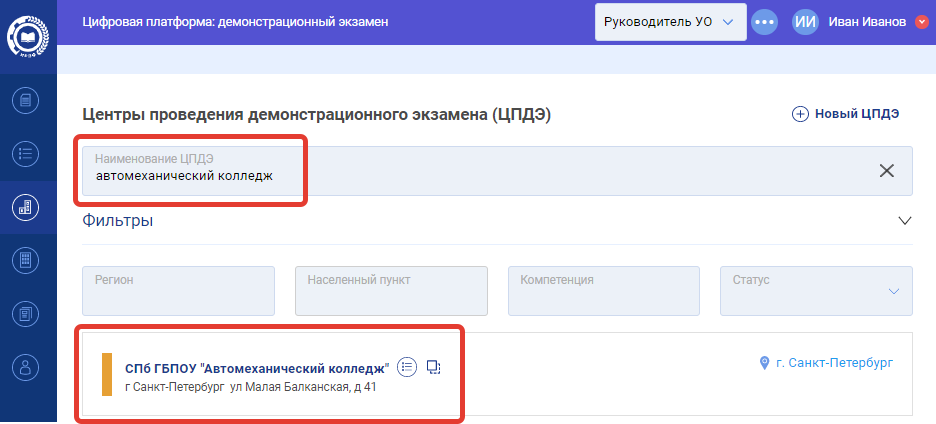 Цифровая платформа: демонстрационный экзамен
Руководитель УО
ИИ
Иван Иванов
Центры проведения демонстрационного экзамена (ЦПДЭ)
Новый ЦПДЭ
Наименование ЦПДЭ
автомеханический колледж
Фильтры
Регион
Населенный пункт
Компетенция
Статус
СПб ГБПОУ "Автомеханический колледж"
г. Санкт-Петербург
г Санкт-Петербург ул Малая Балканская, д 41